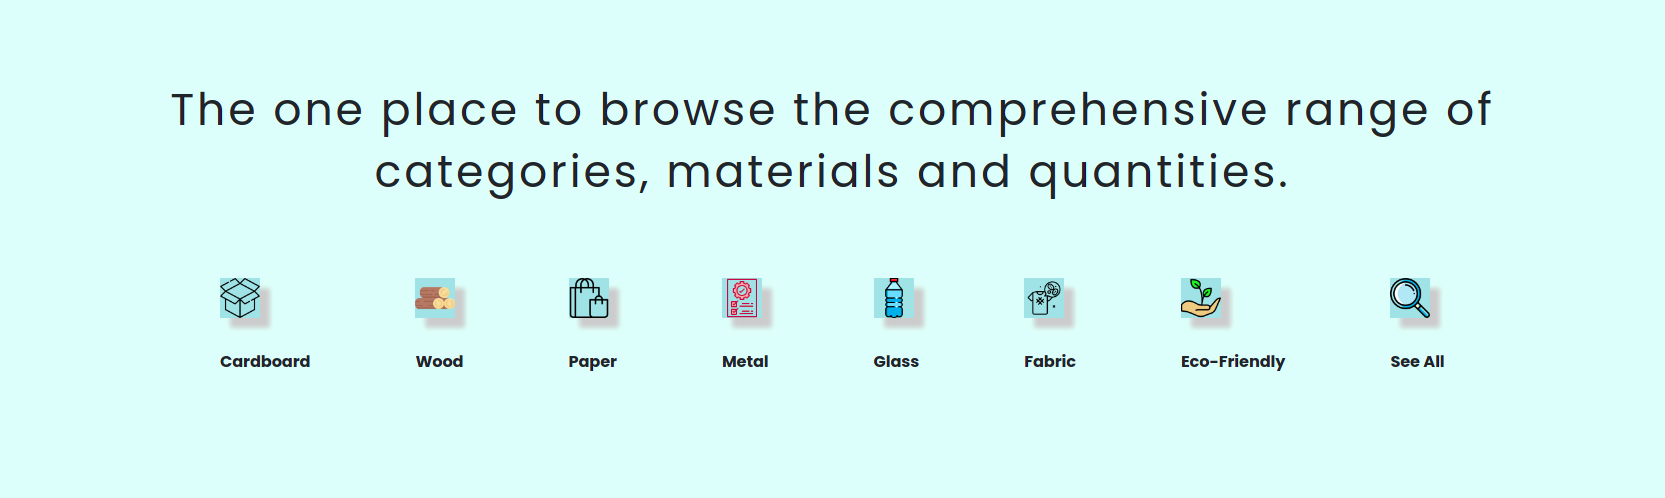 The one place to browse the comprehensive range of
categories, materials and quantities.
Cardboard
Wood
Paper
Metal
Glass
Fabric
Eco-Friendly
See All